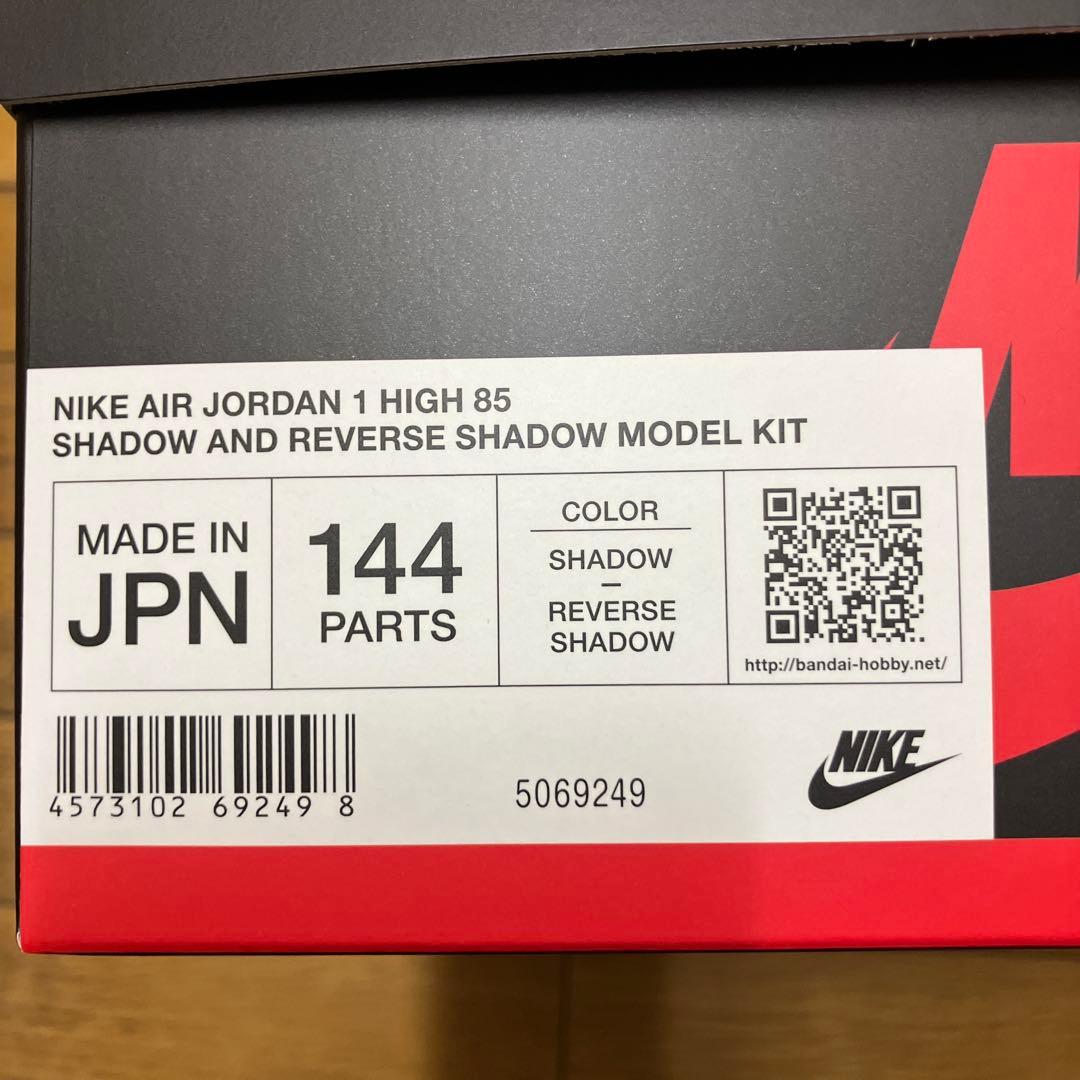 NIKE AIR JORDAN 1 HIGH 85
SHADOW AND REVERSE SHADOW MODEL KIT
MADE IN
JPN
144
PARTS
COLOR
SHADOW
–
REVERSE
SHADOW
http://bandai-hobby.net/
4573102 69249 8
5069249
NIKE